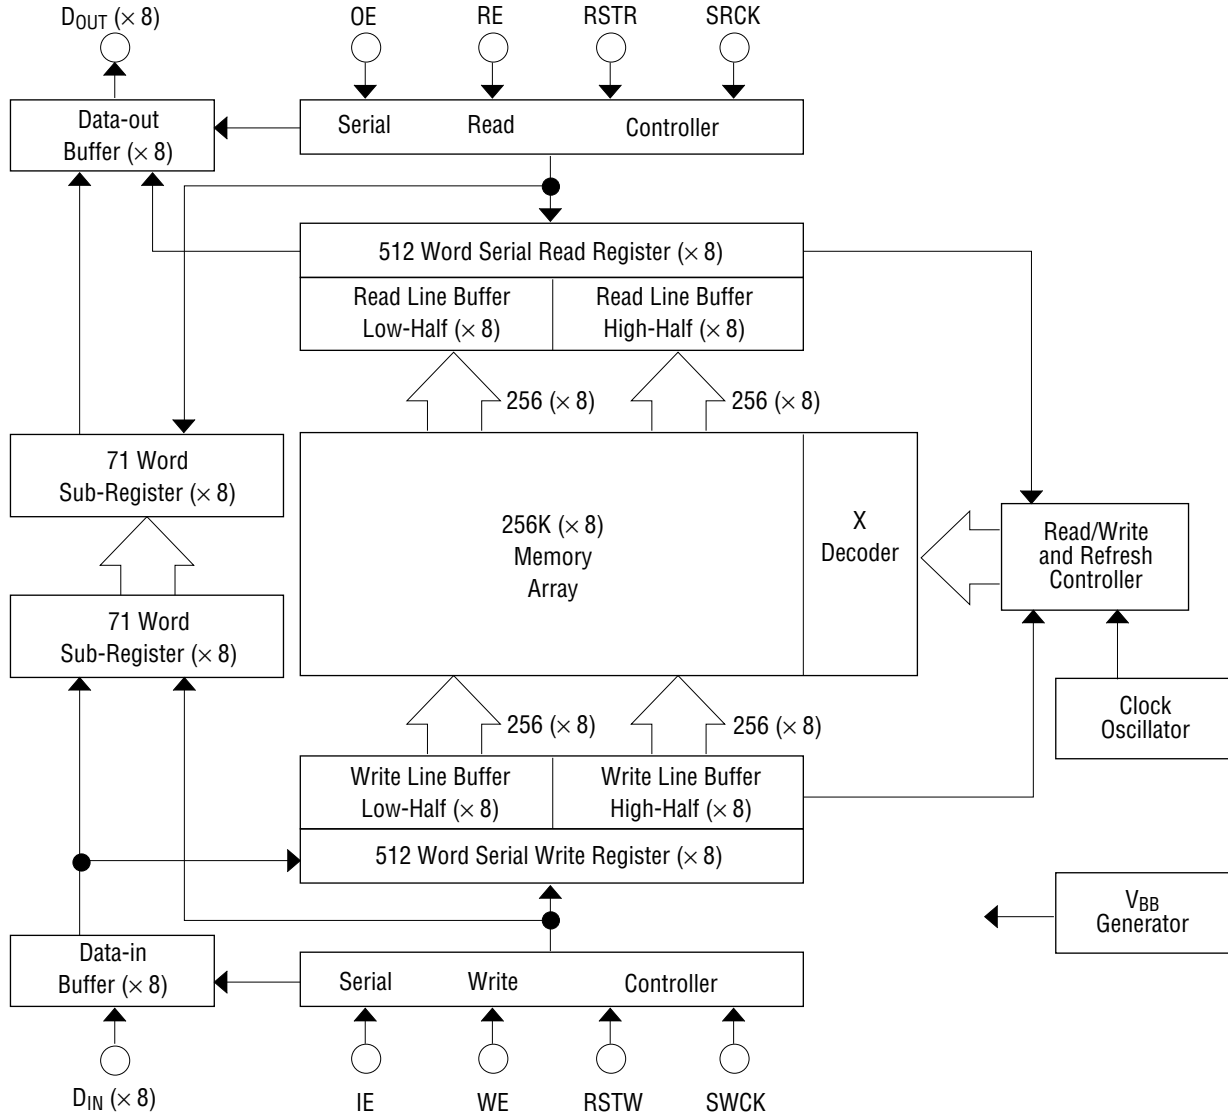 DOUT (× 8)
OE
RE
RSTR
SRCK
Data-out
Buffer (× 8)
Serial Read Controller
512 Word Serial Read Register (× 8)
Read Line Buffer
Low-Half (× 8)
Read Line Buffer
High-Half (× 8)
256 (× 8)
256 (× 8)
71 Word
Sub-Register (× 8)
256K (× 8)
Memory
Array
X
Decoder
Read/Write
and Refresh
Controller
71 Word
Sub-Register (× 8)
256 (× 8)
256 (× 8)
Clock
Oscillator
Write Line Buffer
Low-Half (× 8)
Write Line Buffer
High-Half (× 8)
512 Word Serial Write Register (× 8)
VBB
Generator
Data-in
Buffer (× 8)
Serial Write Controller
DIN (× 8)
IE
WE
RSTW
SWCK